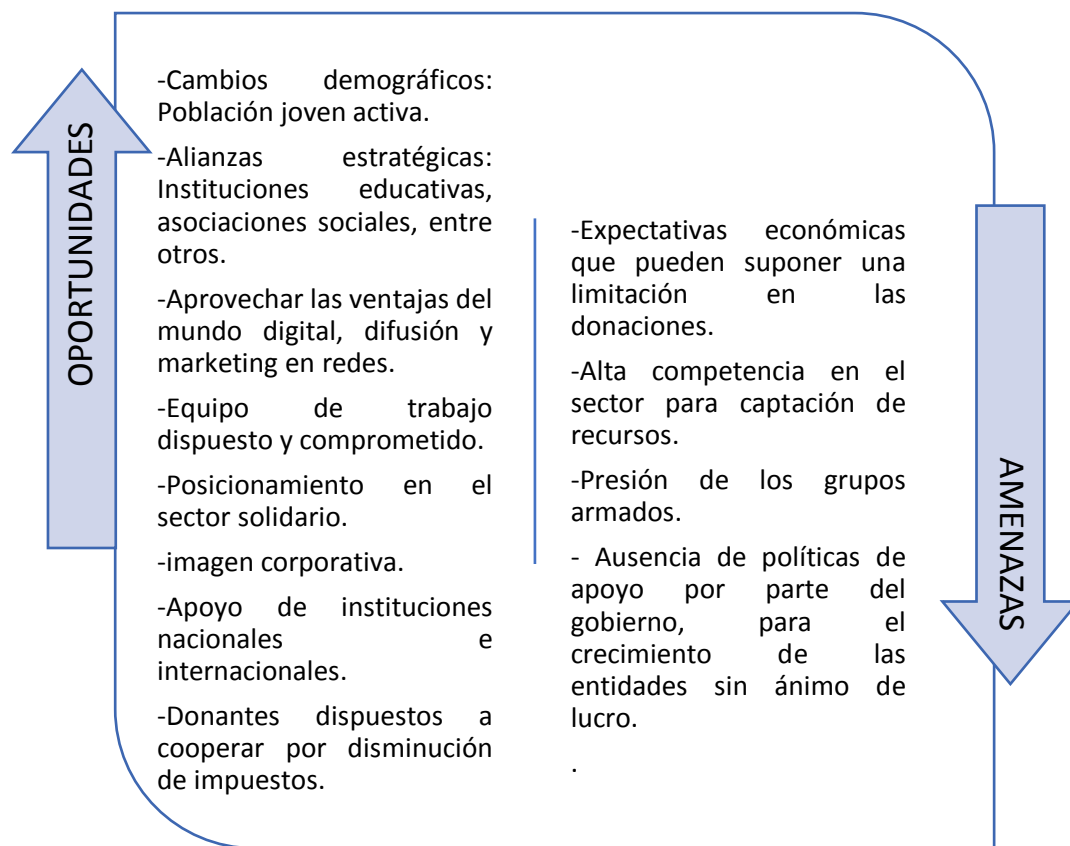 OPORTUNIDADES
-Cambios demográficos:
Población joven activa.
-Alianzas estratégicas:
Instituciones educativas,
asociaciones sociales, entre
otros.
-Aprovechar las ventajas del
mundo digital, difusión y
marketing en redes.
-Equipo de trabajo
dispuesto y comprometido.
-Posicionamiento en el
sector solidario.
-imagen corporativa.
-Apoyo de instituciones
nacionales e
internacionales.
-Donantes dispuestos a
cooperar por disminución
de impuestos.
-Expectativas económicas
que pueden suponer una
limitación en las
donaciones.
-Alta competencia en el
sector para captación de
recursos.
-Presión de los grupos
armados.
- Ausencia de políticas de
apoyo por parte del
gobierno, para el
crecimiento de las
entidades sin ánimo de
lucro.
.
AMENAZAS